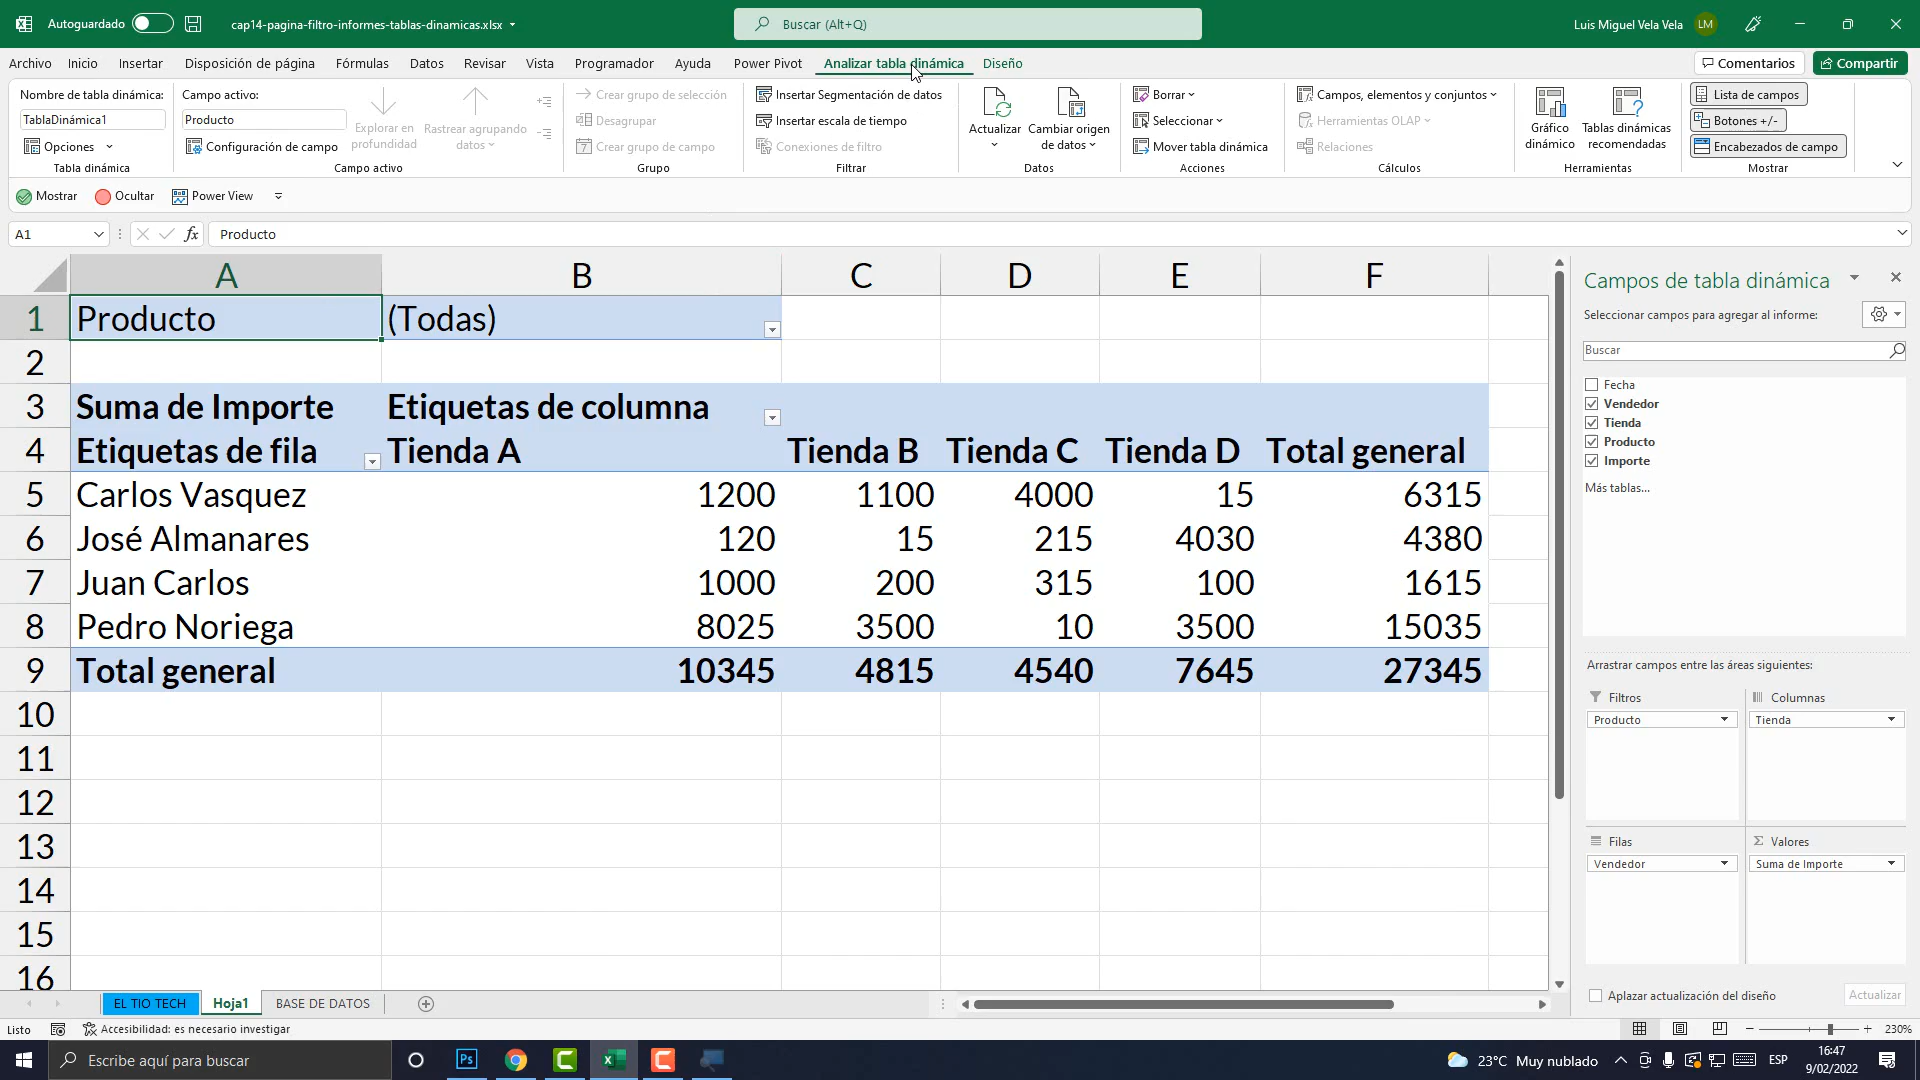 Autoguardado
cap14-pagina-filtro-informes-tablas-dinamicas.xlsx
Buscar (Alt+Q)
Luis Miguel Vela Vela
LM
Archivo Inicio Insertar Disposición de página Fórmulas Datos Revisar Vista Programador Ayuda Power Pivot Analizar tabla dinámica Diseño
Comentarios
Compartir
Nombre de tabla dinámica:
TablaDinámica1
Opciones
Tabla dinámica
Campo activo:
Producto
Configuración de campo
Explorar en
profundidad
Rastrear agrupando
datos
Campo activo
Crear grupo de selección
Desagrupar
7 Crear grupo de campo
Grupo
Insertar Segmentación de datos
Insertar escala de tiempo
Conexiones de filtro
Filtrar
Actualizar
Cambiar origen
de datos
Datos
Borrar
Seleccionar
Mover tabla dinámica
Acciones
Campos, elementos y conjuntos
Herramientas OLAP
Relaciones
Cálculos
Gráfico
dinámico
Tablas dinámicas
recomendadas
Herramientas
Lista de campos
Botones +/-
Encabezados de campo
Mostrar
Mostrar Ocultar Power View
A1
fx
Producto
A B C D E F
1 Producto (Todas)
2
3 Suma de Importe Etiquetas de columna
4 Etiquetas de fila Tienda A Tienda B Tienda C Tienda D Total general
5 Carlos Vasquez 1200 1100 4000 15 6315
6 José Almanares 120 15 215 4030 4380
7 Juan Carlos 1000 200 315 100 1615
8 Pedro Noriega 8025 3500 10 3500 15035
9 Total general 10345 4815 4540 7645 27345
10
11
12
13
14
15
16
Campos de tabla dinámica
Seleccionar campos para agregar al informe:
Buscar
Fecha
Vendedor
Tienda
Producto
Importe
Más tablas...
Arrastrar campos entre las áreas siguientes:
Filtros
Producto
Columnas
Tienda
Filas
Vendedor
Σ Valores
Suma de Importe
Aplazar actualización del diseño
Actualizar
EL TIO TECH Hoja1 BASE DE DATOS
Listo
Accesibilidad: es necesario investigar
230%
Escribe aquí para buscar
Ps
23°C Muy nublado
ESP
16:47
9/02/2022